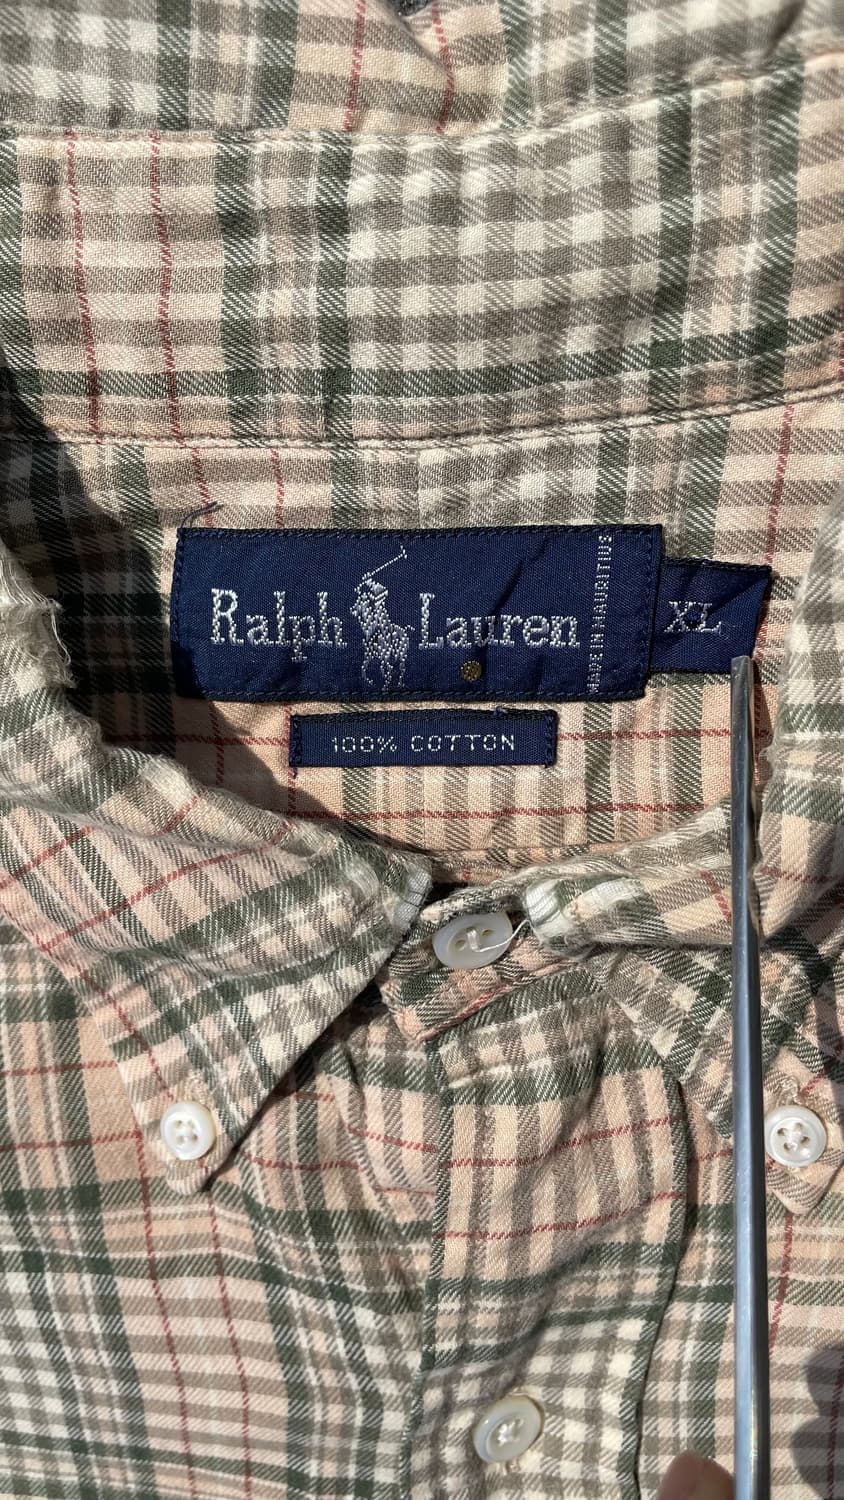 Ralph Lauren
MADE IN MAURITIUS
XL
100% COTTON